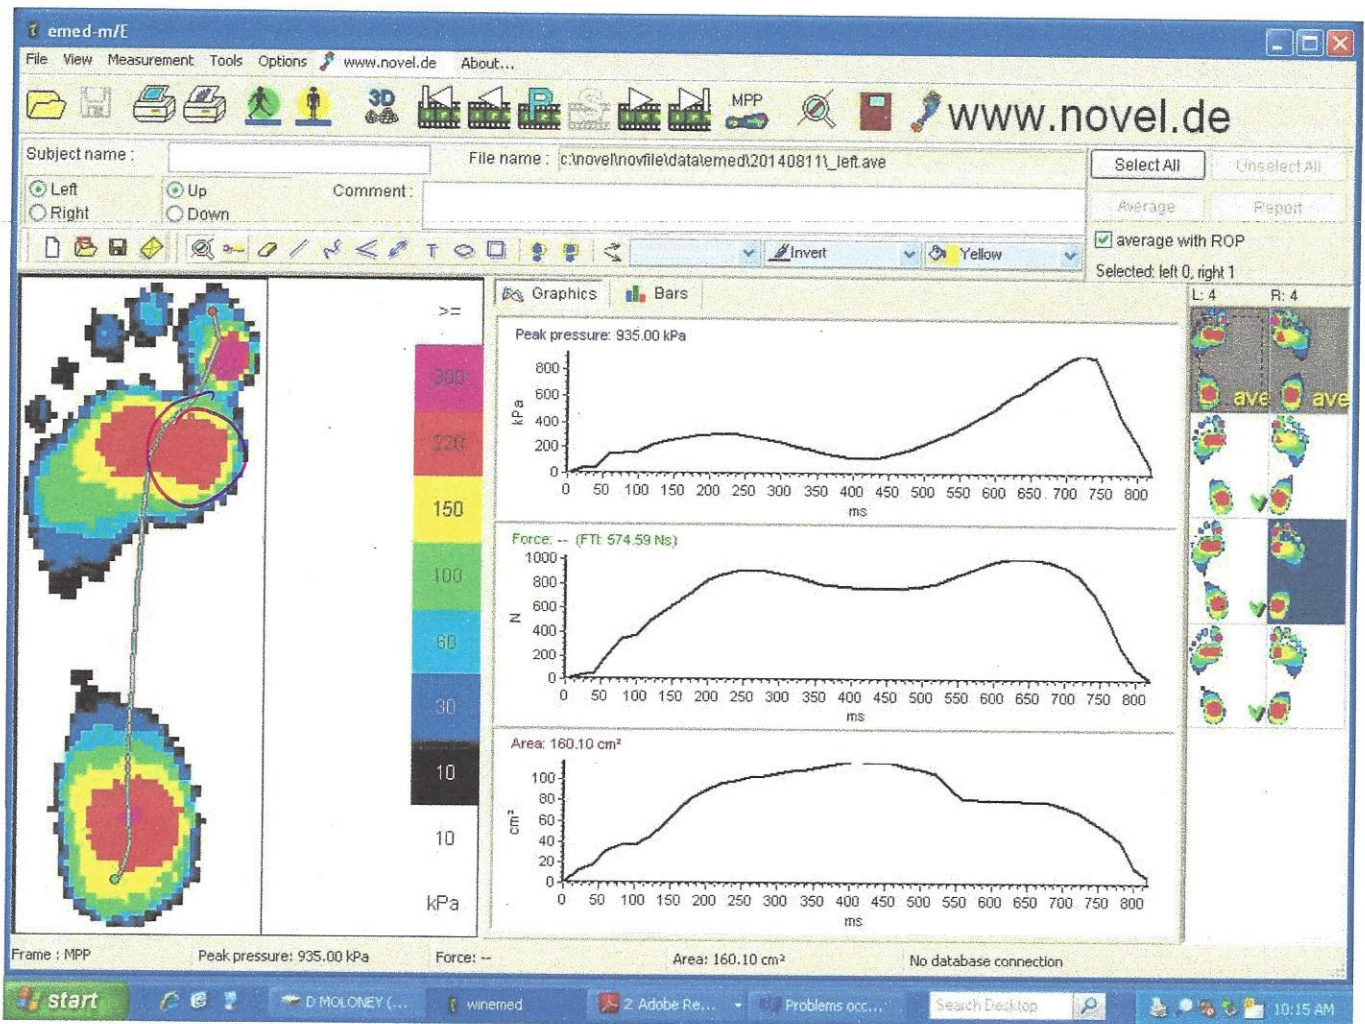 emed-m/E
File View Measurement Tools Options www.novel.de About...
3D P S MPP www.novel.de
Subject name : File name : c:\novel\novfile\data\emed\20140811\_left.ave Select All Unselect All
Left Up Comment : Average Report
Right Down
average with ROP
T Invert Yellow
Selected: left 0, right 1
Graphics Bars
L: 4 R: 4
>=
300
220
150
100
60
30
10
10
kPa
Peak pressure: 935.00 kPa
kPa
800
600
400
200
0
0 50 100 150 200 250 300 350 400 450 500 550 600 650 700 750 800
ms
Force: -- (FTI: 574.59 Ns)
N
1000
800
600
400
200
0
0 50 100 150 200 250 300 350 400 450 500 550 600 650 700 750 800
ms
Area: 160.10 cm²
cm²
100
80
60
40
20
0
0 50 100 150 200 250 300 350 400 450 500 550 600 650 700 750 800
ms
ave ave
Frame : MPP Peak pressure: 935.00 kPa Force: -- Area: 160.10 cm² No database connection
start D MOLONEY (... winemed 2 Adobe Re... Problems occ... Search Desktop 10:15 AM